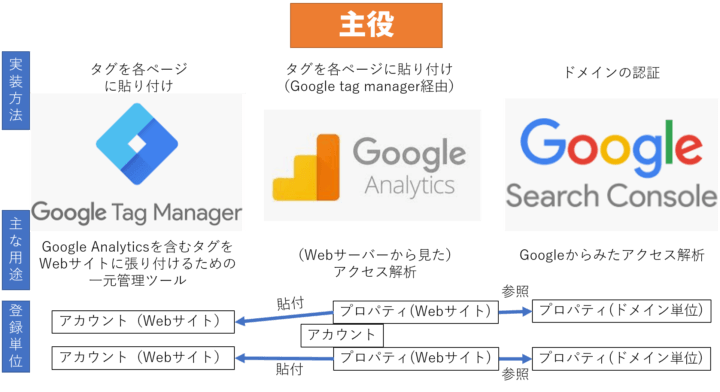 主役
実装方法
タグを各ページ
に貼り付け
タグを各ページに貼り付け
(Google tag manager経由)
ドメインの認証
Google Tag Manager
Google
Analytics
Google
Search Console
主な用途
Google Analyticsを含むタグを
Webサイトに張り付けるための
一元管理ツール
(Webサーバーから見た)
アクセス解析
Googleからみたアクセス解析
登録単位
アカウント（Webサイト）
貼付
プロパティ(Webサイト)
参照
プロパティ(ドメイン単位)
アカウント
アカウント（Webサイト）
貼付
プロパティ(Webサイト)
参照
プロパティ(ドメイン単位)